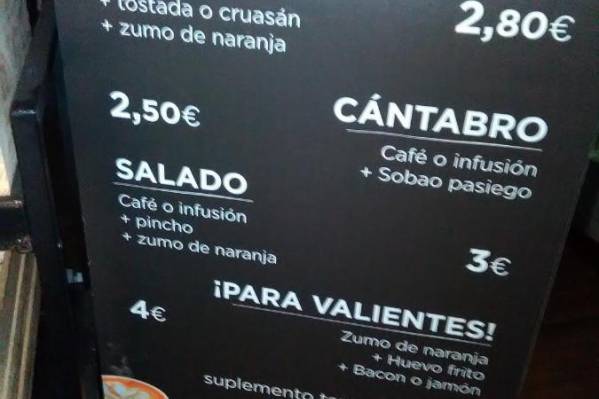 + tostada o cruasán
+ zumo de naranja
2,80€
2,50€
CÁNTABRO
Café o infusión
+ Sobao pasiego
SALADO
Café o infusión
+ pincho
+ zumo de naranja
3€
4€
¡PARA VALIENTES!
Zumo de naranja
+ Huevo frito
+ Bacon o jamón
suplemento